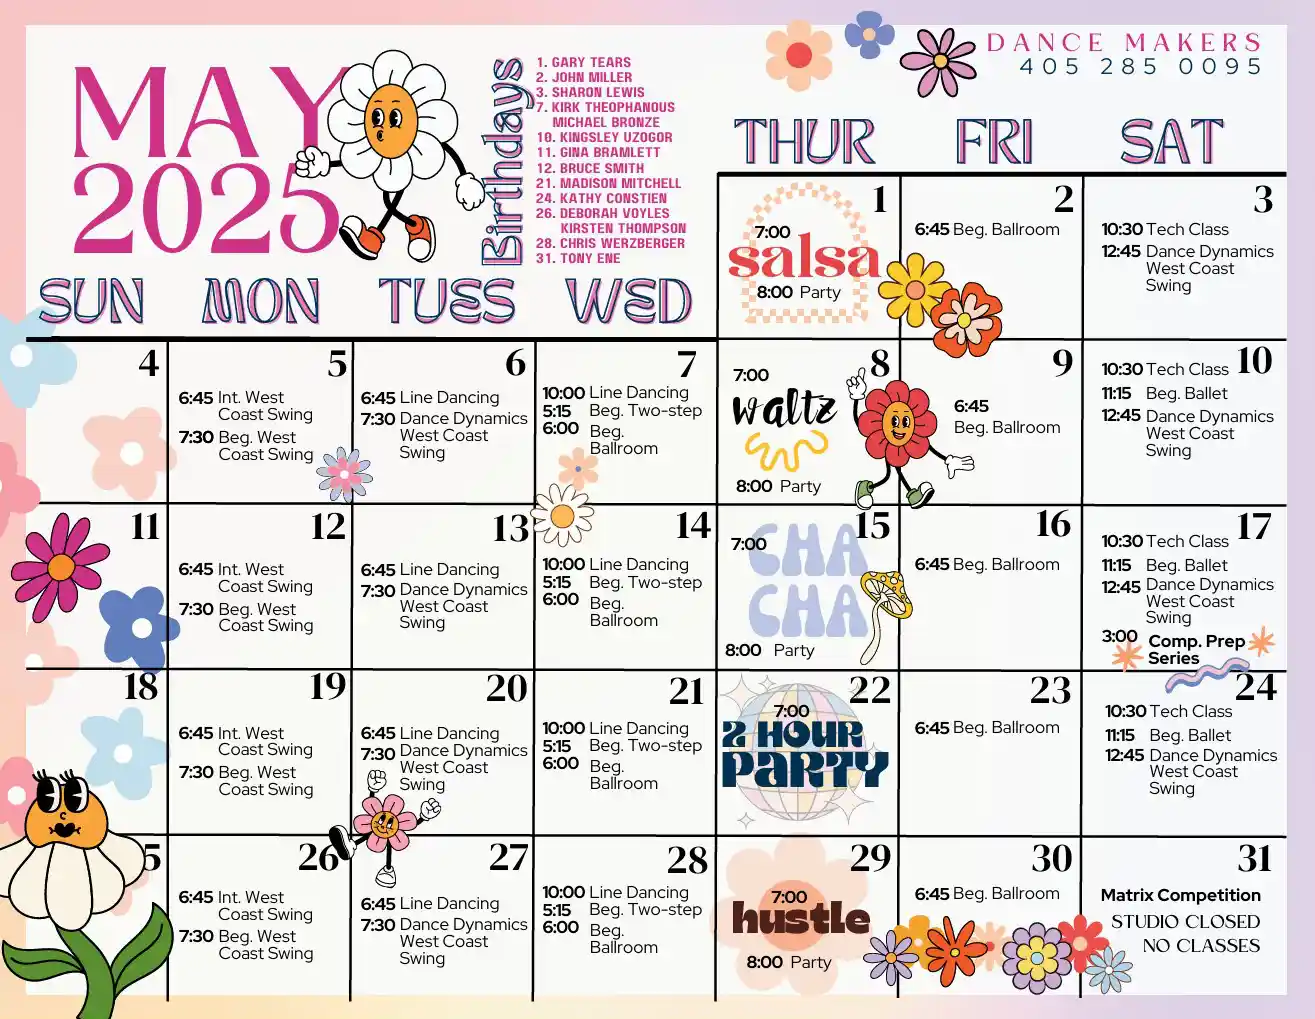 MAY
2025
Birthdays
1. GARY TEARS
2. JOHN MILLER
3. SHARON LEWIS
7. KIRK THEOPHANOUS
MICHAEL BRONZE
10. KINGSLEY UZOGOR
11. GINA BRAMLETT
12. BRUCE SMITH
21. MADISON MITCHELL
24. KATHY CONSTIEN
26. DEBORAH VOYLES
KIRSTEN THOMPSON
28. CHRIS WERZBERGER
31. TONY ENE
DANCE MAKERS
405 285 0095
SUN MON TUES WED THUR FRI SAT
1
7:00
salsa
8:00 Party
2
6:45 Beg. Ballroom
3
10:30 Tech Class
12:45 Dance Dynamics
West Coast
Swing
4
5
6:45 Int. West
Coast Swing
7:30 Beg. West
Coast Swing
6
6:45 Line Dancing
7:30 Dance Dynamics
West Coast
Swing
7
10:00 Line Dancing
5:15 Beg. Two-step
6:00 Beg.
Ballroom
8
7:00
waltz
8:00 Party
9
6:45
Beg. Ballroom
10
10:30 Tech Class
11:15 Beg. Ballet
12:45 Dance Dynamics
West Coast
Swing
11
12
6:45 Int. West
Coast Swing
7:30 Beg. West
Coast Swing
13
6:45 Line Dancing
7:30 Dance Dynamics
West Coast
Swing
14
10:00 Line Dancing
5:15 Beg. Two-step
6:00 Beg.
Ballroom
15
7:00
CHA
CHA
8:00 Party
16
6:45 Beg. Ballroom
17
10:30 Tech Class
11:15 Beg. Ballet
12:45 Dance Dynamics
West Coast
Swing
3:00 Comp. Prep
Series
18
19
6:45 Int. West
Coast Swing
7:30 Beg. West
Coast Swing
20
6:45 Line Dancing
7:30 Dance Dynamics
West Coast
Swing
21
10:00 Line Dancing
5:15 Beg. Two-step
6:00 Beg.
Ballroom
22
7:00
2 HOUR
PARTY
23
6:45 Beg. Ballroom
24
10:30 Tech Class
11:15 Beg. Ballet
12:45 Dance Dynamics
West Coast
Swing
5
26
6:45 Int. West
Coast Swing
7:30 Beg. West
Coast Swing
27
6:45 Line Dancing
7:30 Dance Dynamics
West Coast
Swing
28
10:00 Line Dancing
5:15 Beg. Two-step
6:00 Beg.
Ballroom
29
7:00
hustle
8:00 Party
30
6:45 Beg. Ballroom
31
Matrix Competition
STUDIO CLOSED
NO CLASSES